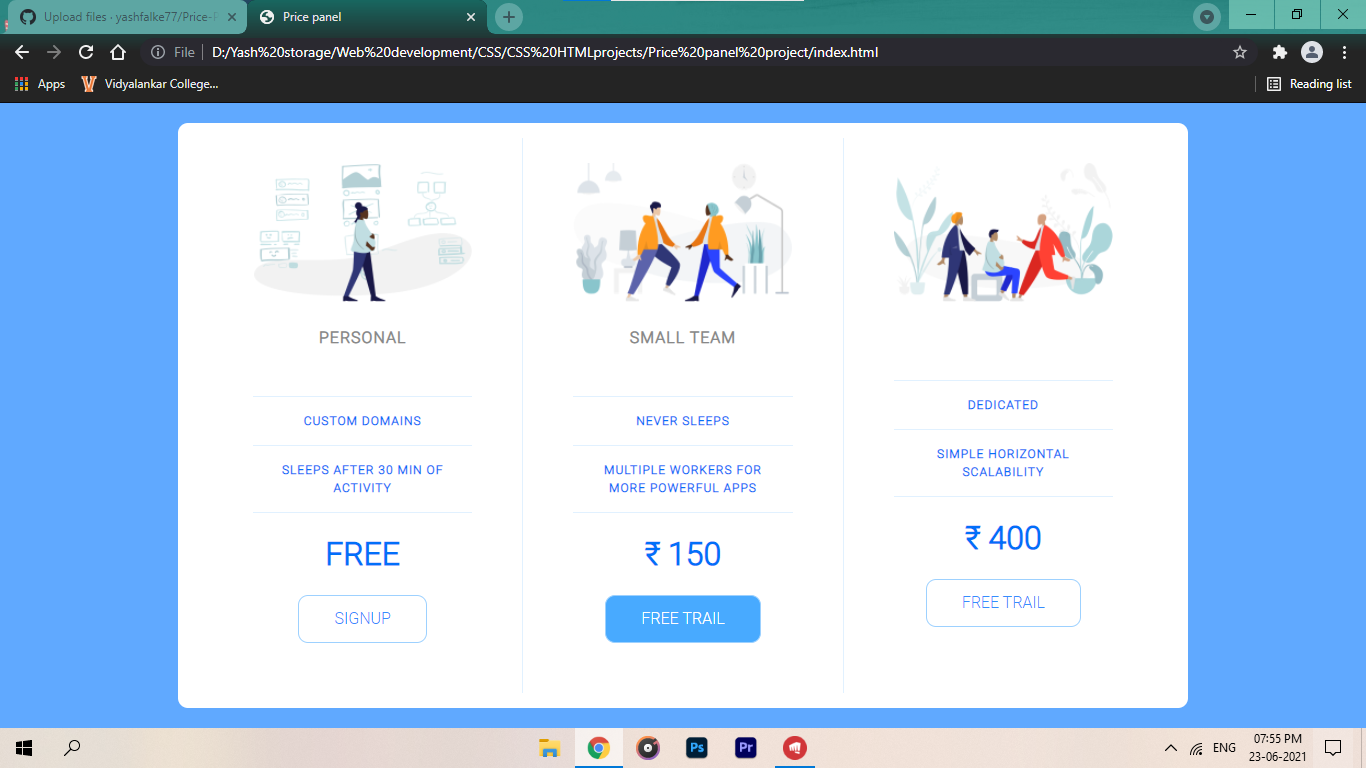 Upload files · yashfalke77/Price-P
Price panel
File
D:/Yash%20storage/Web%20development/CSS/CSS%20HTMLprojects/Price%20panel%20project/index.html
Apps
Vidyalankar College...
Reading list
PERSONAL
CUSTOM DOMAINS
SLEEPS AFTER 30 MIN OF
ACTIVITY
FREE
SIGNUP
SMALL TEAM
NEVER SLEEPS
MULTIPLE WORKERS FOR
MORE POWERFUL APPS
₹ 150
FREE TRAIL
DEDICATED
SIMPLE HORIZONTAL
SCALABILITY
₹ 400
FREE TRAIL
Ps
Pr
ENG
07:55 PM
23-06-2021